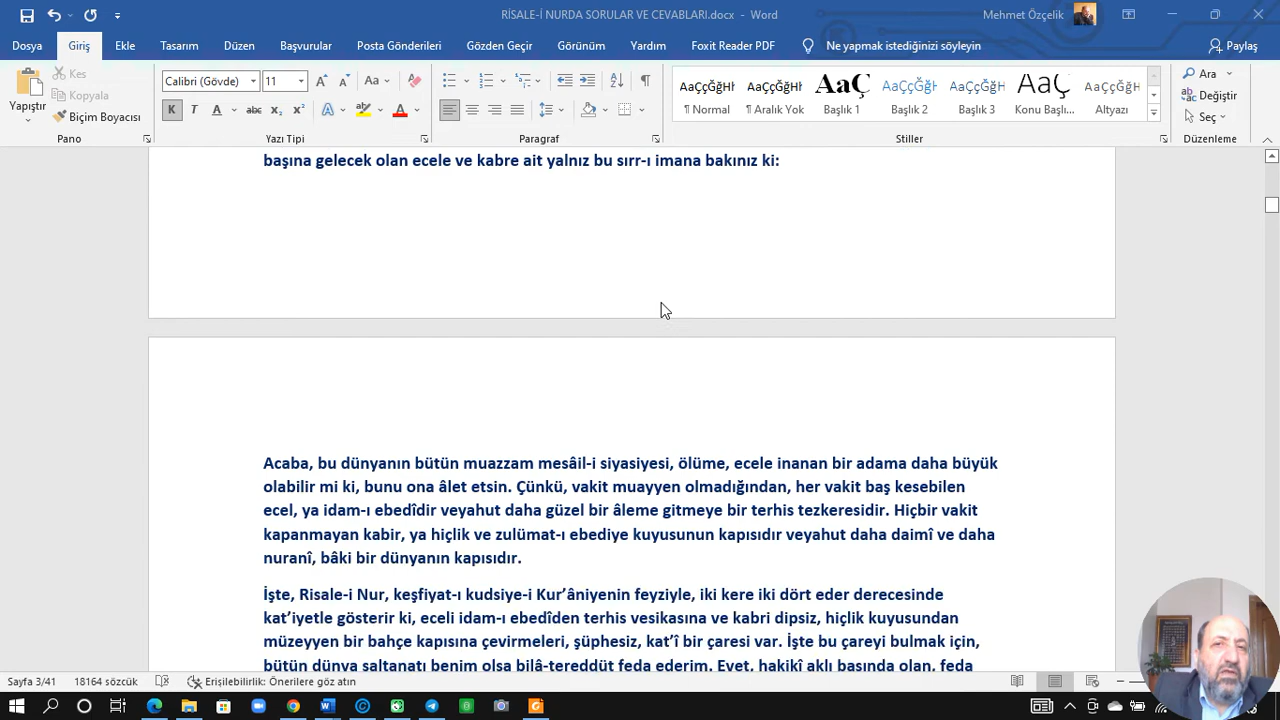 RİSALE-İ NURDA SORULAR VE CEVABLARI.docx - Word
Mehmet Özçelik
Dosya Giriş Ekle Tasarım Düzen Başvurular Posta Gönderileri Gözden Geçir Görünüm Yardım Foxit Reader PDF Ne yapmak istediğinizi söyleyin Paylaş
Yapıştır
Kes
Kopyala
Biçim Boyacısı
Pano
Calibri (Gövde) 11
K T A abc
Yazı Tipi
Paragraf
AaÇçĞğHł AaÇçĞğHł AaÇ AaÇçĞğŀ AaÇçĞğH AaÇçĞğ AaÇçĞğH
¶ Normal ¶ Aralık Yok Başlık 1 Başlık 2 Başlık 3 Konu Başlı... Altyazı
Stiller
Ara
Değiştir
Seç
Düzenleme
başına gelecek olan ecele ve kabre ait yalnız bu sırr-ı imana bakınız ki:
Acaba, bu dünyanın bütün muazzam mesâil-i siyasiyesi, ölüme, ecele inanan bir adama daha büyük
olabilir mi ki, bunu ona âlet etsin. Çünkü, vakit muayyen olmadığından, her vakit baş kesebilen
ecel, ya idam-ı ebedîdir veyahut daha güzel bir âleme gitmeye bir terhis tezkeresidir. Hiçbir vakit
kapanmayan kabir, ya hiçlik ve zulümat-ı ebediye kuyusunun kapısıdır veyahut daha daimî ve daha
nuranî, bâki bir dünyanın kapısıdır.
İşte, Risale-i Nur, keşfiyat-ı kudsiye-i Kur’âniyenin feyziyle, iki kere iki dört eder derecesinde
kat’iyetle gösterir ki, eceli idam-ı ebedîden terhis vesikasına ve kabri dipsiz, hiçlik kuyusundan
müzeyyen bir bahçe kapısına çevirmeleri, şüphesiz, kat’î bir çaresi var. İşte bu çareyi bulmak için,
bütün dünya saltanatı benim olsa bilâ-tereddüt feda ederim. Evet, hakikî aklı başında olan, feda
Sayfa 3/41 18164 sözcük Erişilebilirlik: Önerilere göz atın